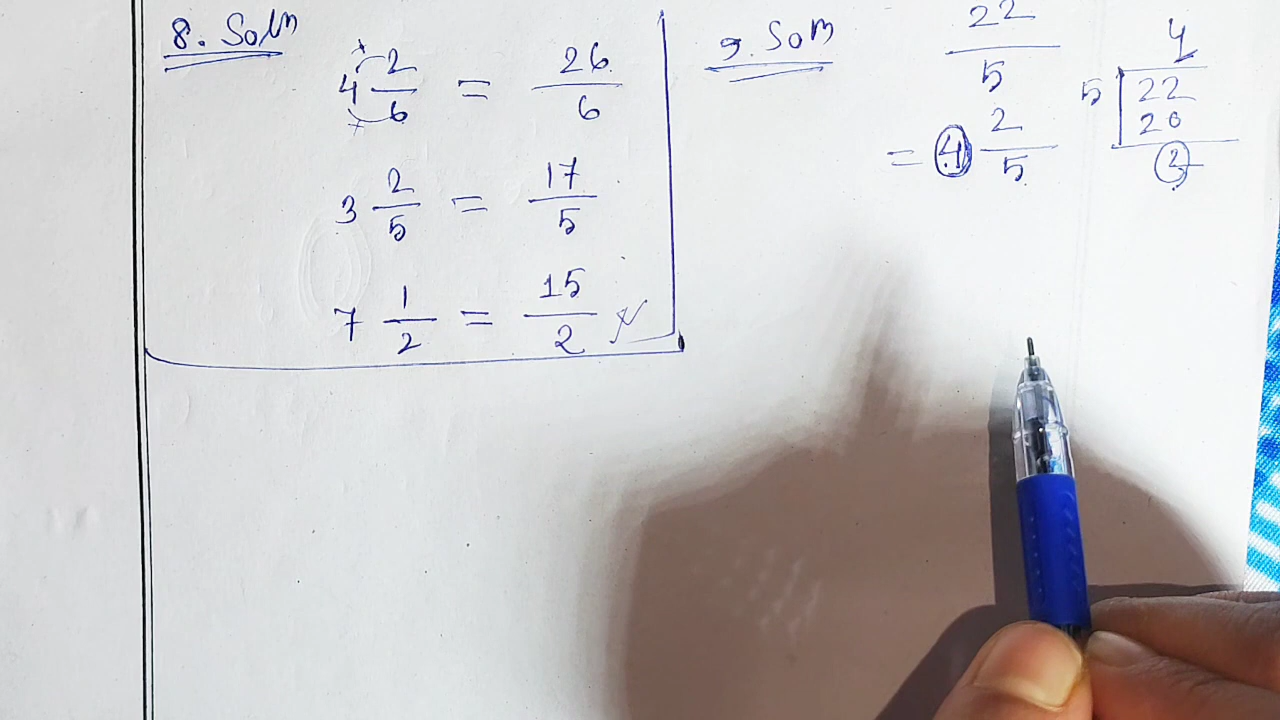 8. Soln
4 2/6 = 26/6
3 2/5 = 17/5
7 1/2 = 15/2
9. Soln
22/5
= 4 2/5
4
5 22
20
2